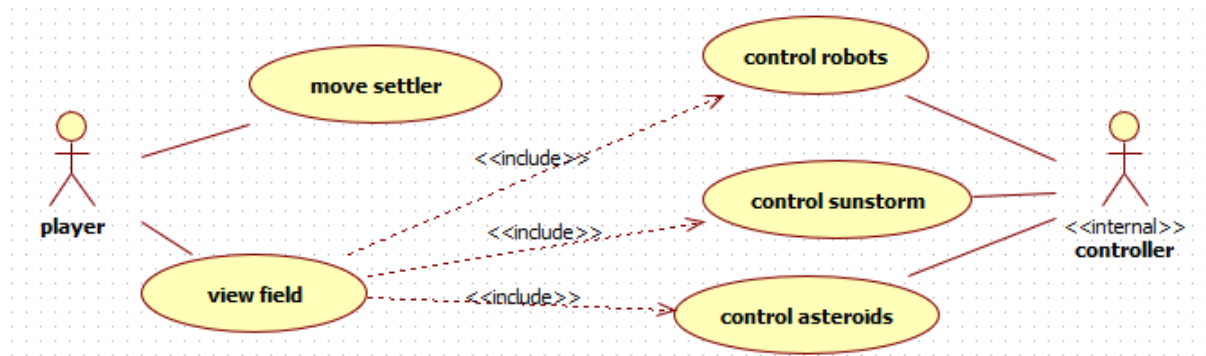 control robots
move settler
<<include>>
control sunstorm
player
<<include>>
<<internal>>
controller
view field
<<include>>
control asteroids